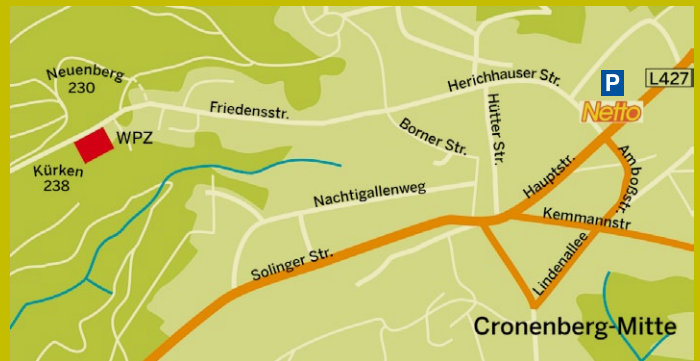 Neuenberg
230
WPZ
Kürken
238
Friedensstr.
Herichhauser Str.
P
L427
Netto
Borner Str.
Hütter Str.
Hauptstr.
Amboßstr.
Nachtigallenweg
Kemmannstr
Solinger Str.
Lindenallee
Cronenberg-Mitte